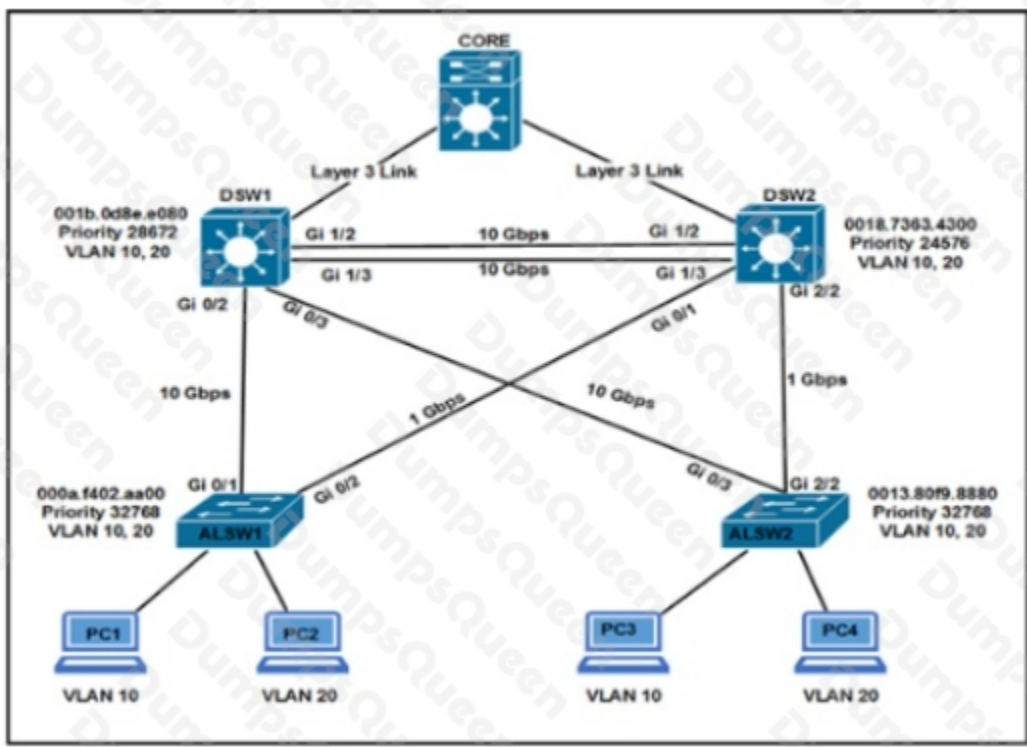 CORE
Layer 3 Link
Layer 3 Link
DSW1
DSW2
001b.0d8e.e080
Priority 28672
VLAN 10, 20
0018.7363.4300
Priority 24576
VLAN 10, 20
Gi 1/2
10 Gbps
Gi 1/2
Gi 1/3
10 Gbps
Gi 1/3
Gi 0/2
Gi 0/3
Gi 0/1
Gi 2/2
10 Gbps
1 Gbps
10 Gbps
1 Gbps
Gi 0/1
Gi 0/2
Gi 0/3
Gi 2/2
000a.f402.aa00
Priority 32768
VLAN 10, 20
ALSW1
ALSW2
0013.80f9.8880
Priority 32768
VLAN 10, 20
PC1
PC2
PC3
PC4
VLAN 10
VLAN 20
VLAN 10
VLAN 20
DumpsQueen